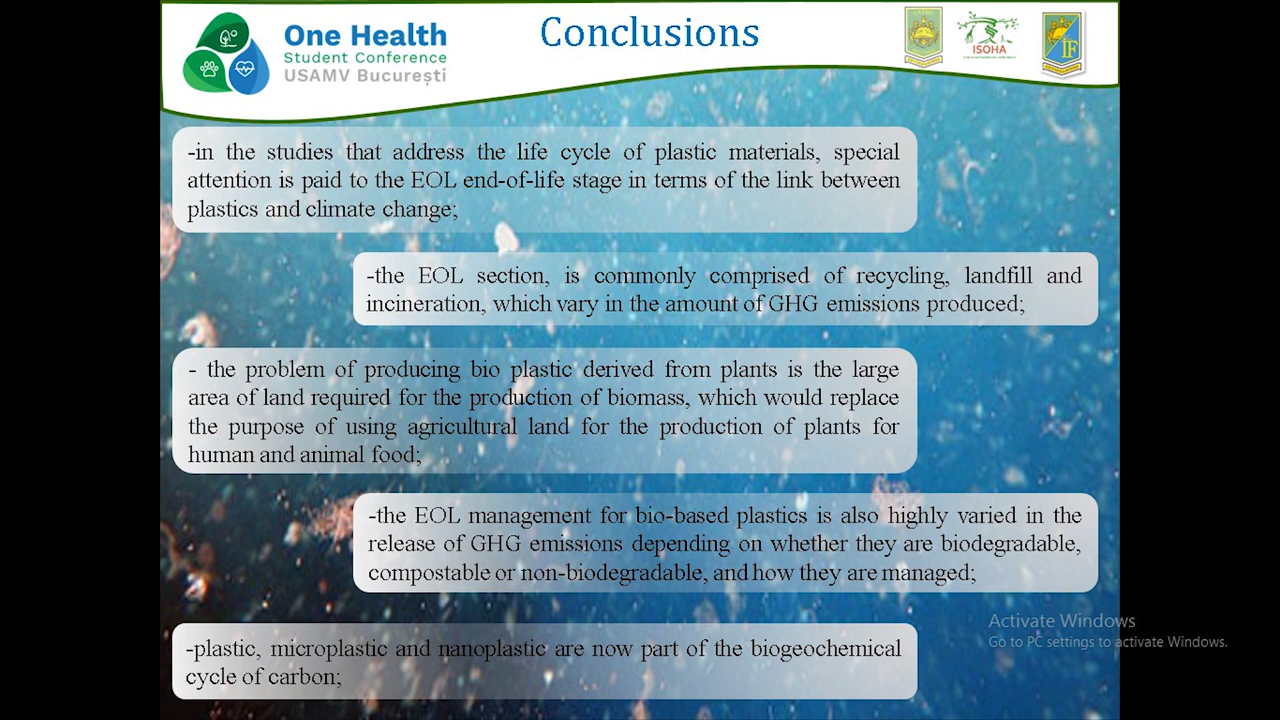 One Health
Student Conference
USAMV București
Conclusions
ISOHA
IF
-in the studies that address the life cycle of plastic materials, special
attention is paid to the EOL end-of-life stage in terms of the link between
plastics and climate change;
-the EOL section, is commonly comprised of recycling, landfill and
incineration, which vary in the amount of GHG emissions produced;
- the problem of producing bio plastic derived from plants is the large
area of land required for the production of biomass, which would replace
the purpose of using agricultural land for the production of plants for
human and animal food;
-the EOL management for bio-based plastics is also highly varied in the
release of GHG emissions depending on whether they are biodegradable,
compostable or non-biodegradable, and how they are managed;
-plastic, microplastic and nanoplastic are now part of the biogeochemical
cycle of carbon;
Activate Windows
Go to PC settings to activate Windows.